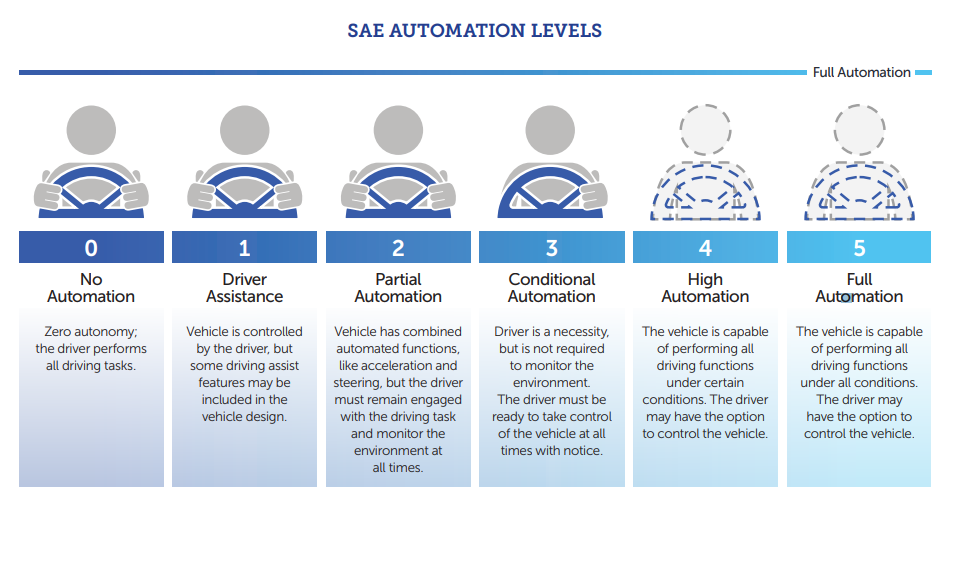 SAE AUTOMATION LEVELS
Full Automation
0
No
Automation
Zero autonomy;
the driver performs
all driving tasks.
1
Driver
Assistance
Vehicle is controlled
by the driver, but
some driving assist
features may be
included in the
vehicle design.
2
Partial
Automation
Vehicle has combined
automated functions,
like acceleration and
steering, but the driver
must remain engaged
with the driving task
and monitor the
environment at
all times.
3
Conditional
Automation
Driver is a necessity,
but is not required
to monitor the
environment.
The driver must be
ready to take control
of the vehicle at all
times with notice.
4
High
Automation
The vehicle is capable
of performing all
driving functions
under certain
conditions. The driver
may have the option
to control the vehicle.
5
Full
Automation
The vehicle is capable
of performing all
driving functions
under all conditions.
The driver may
have the option to
control the vehicle.